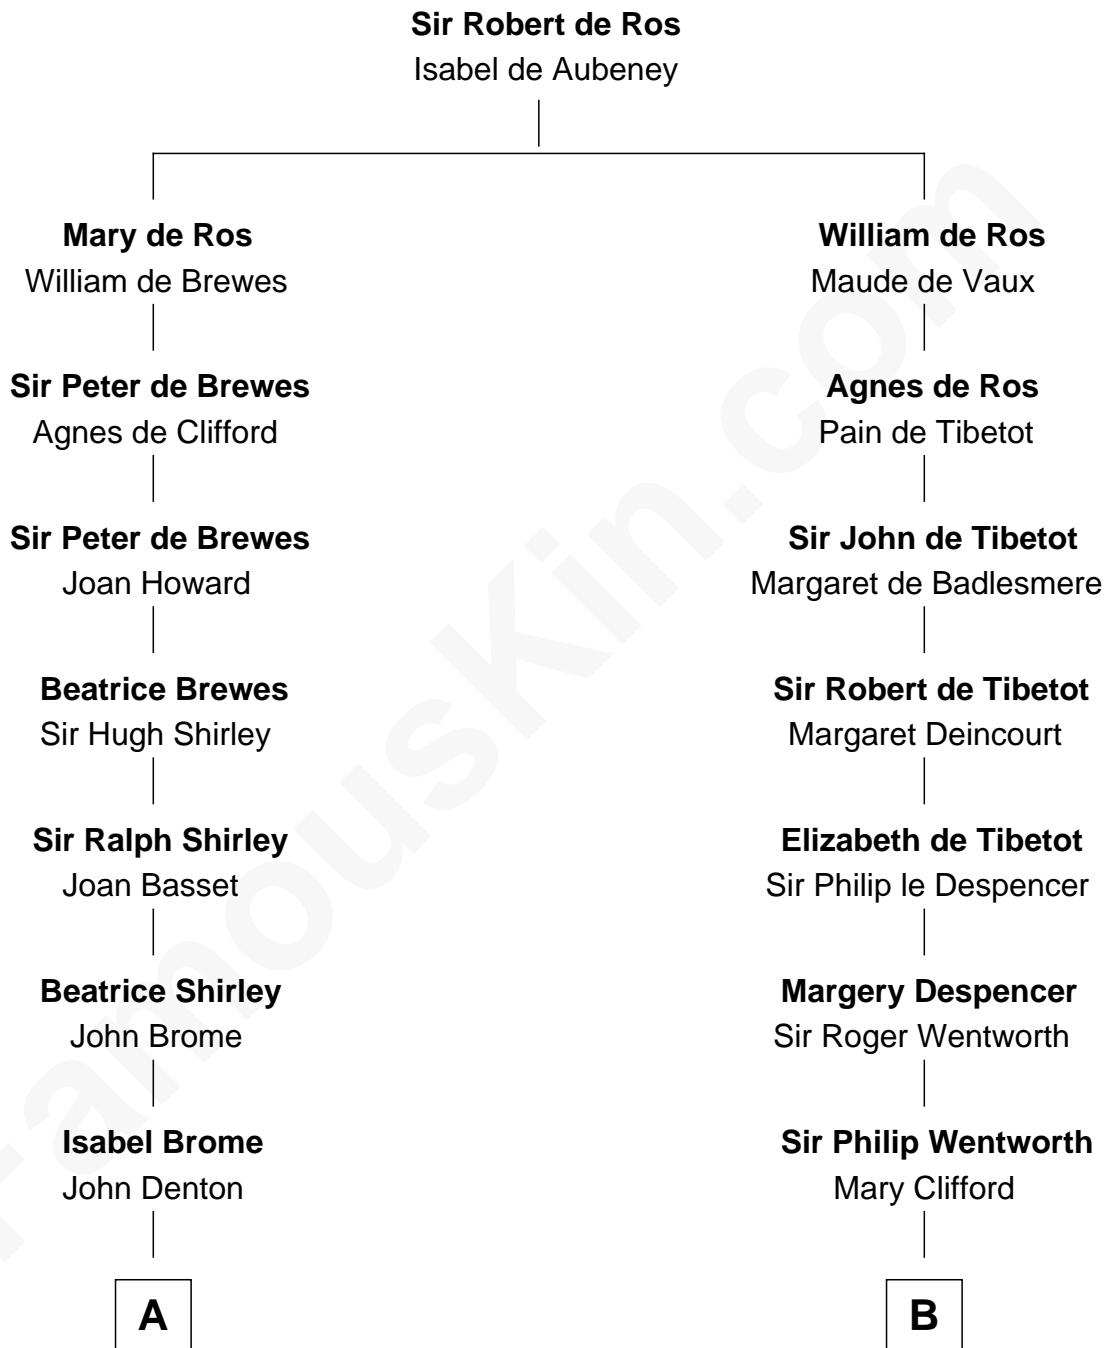 Sir Robert de Ros
Isabel de Aubeney
Mary de Ros
William de Brewes
William de Ros
Maude de Vaux
Sir Peter de Brewes
Agnes de Clifford
Agnes de Ros
Pain de Tibetot
Sir Peter de Brewes
Joan Howard
Sir John de Tibetot
Margaret de Badlesmere
Beatrice Brewes
Sir Hugh Shirley
Sir Robert de Tibetot
Margaret Deincourt
Sir Ralph Shirley
Joan Basset
Elizabeth de Tibetot
Sir Philip le Despencer
Beatrice Shirley
John Brome
Margery Despencer
Sir Roger Wentworth
Isabel Brome
John Denton
Sir Philip Wentworth
Mary Clifford
A
B
FamousKin.com